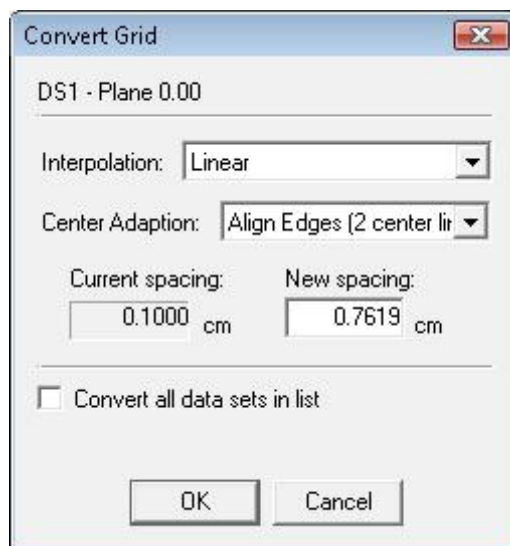 Convert Grid
DS1 - Plane 0.00
Interpolation: Linear
Center Adaption: Align Edges (2 center lir
Current spacing: New spacing:
0.1000 cm 0.7619 cm
Convert all data sets in list
OK Cancel